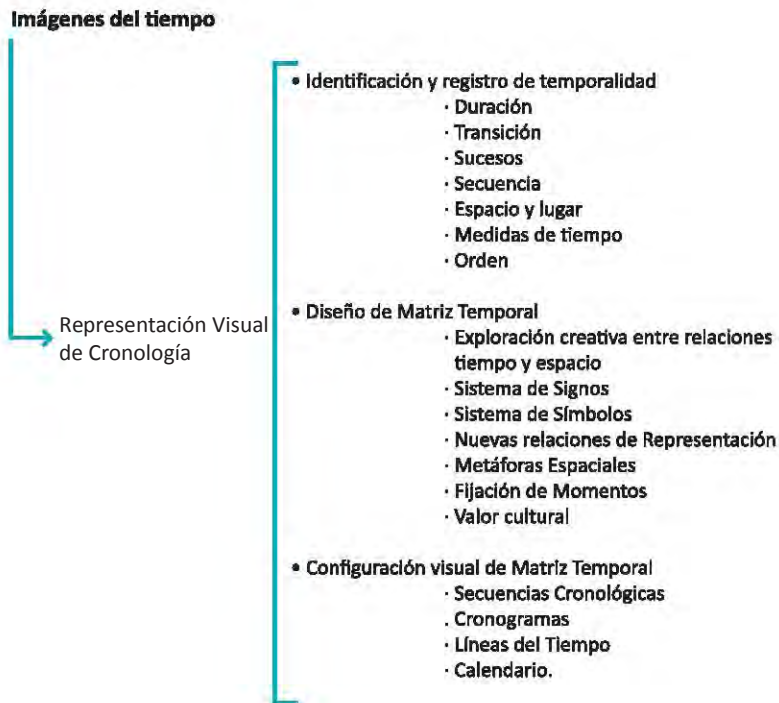 Imágenes del tiempo
Representación Visual
de Cronología
• Identificación y registro de temporalidad
· Duración
· Transición
· Sucesos
· Secuencia
· Espacio y lugar
· Medidas de tiempo
· Orden
• Diseño de Matriz Temporal
· Exploración creativa entre relaciones
tiempo y espacio
· Sistema de Signos
· Sistema de Símbolos
· Nuevas relaciones de Representación
· Metáforas Espaciales
· Fijación de Momentos
· Valor cultural
• Configuración visual de Matriz Temporal
· Secuencias Cronológicas
. Cronogramas
· Líneas del Tiempo
· Calendario.